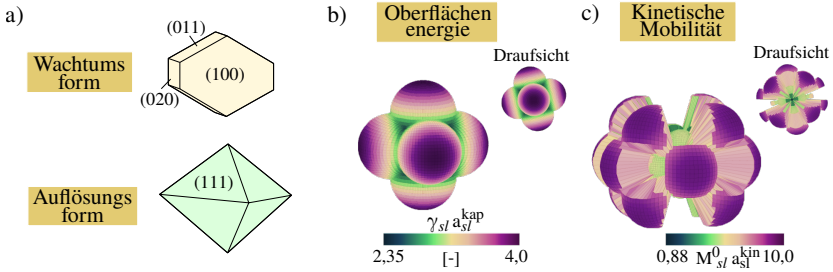 a)
Wachtums
form
(011)
(100)
(020)
Auflösungs
form
(111)
b)
Oberflächen
energie
Draufsicht
γsl aslkap
2,35 [-] 4,0
c)
Kinetische
Mobilität
Draufsicht
0,88 M0sl aslkin 10,0